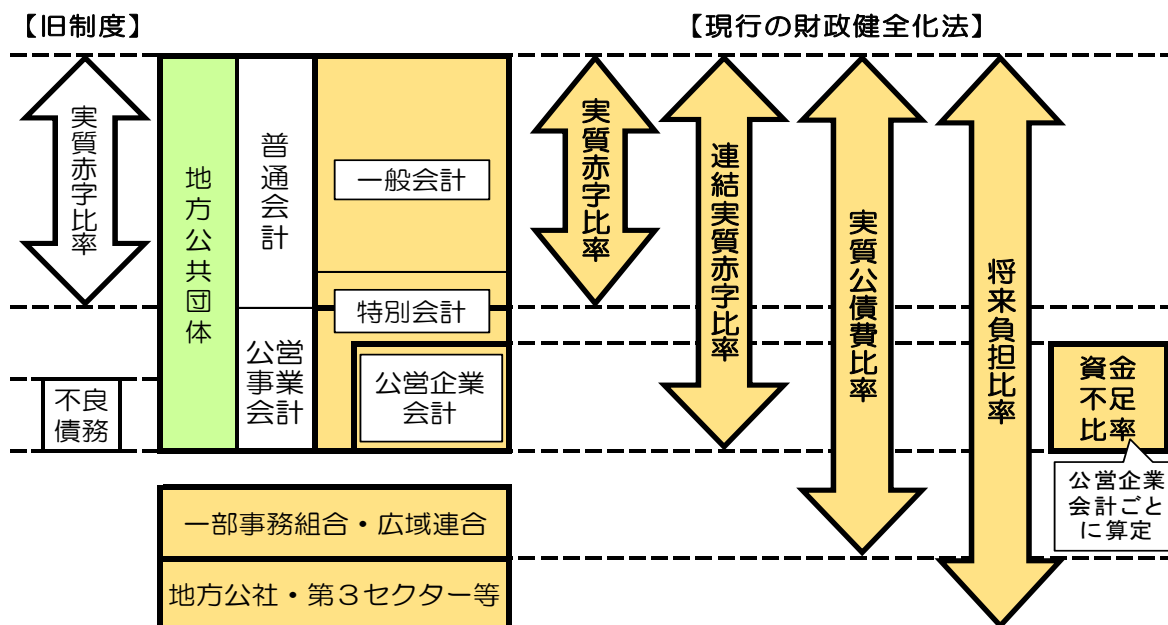 【旧制度】
【現行の財政健全化法】
実質赤字比率
不良
債務
地方公共団体
普通会計
公営
事業
会計
一般会計
特別会計
公営企業
会計
実質赤字比率
連結実質赤字比率
実質公債費比率
将来負担比率
資金
不足
比率
公営企業
会計ごと
に算定
一部事務組合・広域連合
地方公社・第３セクター等